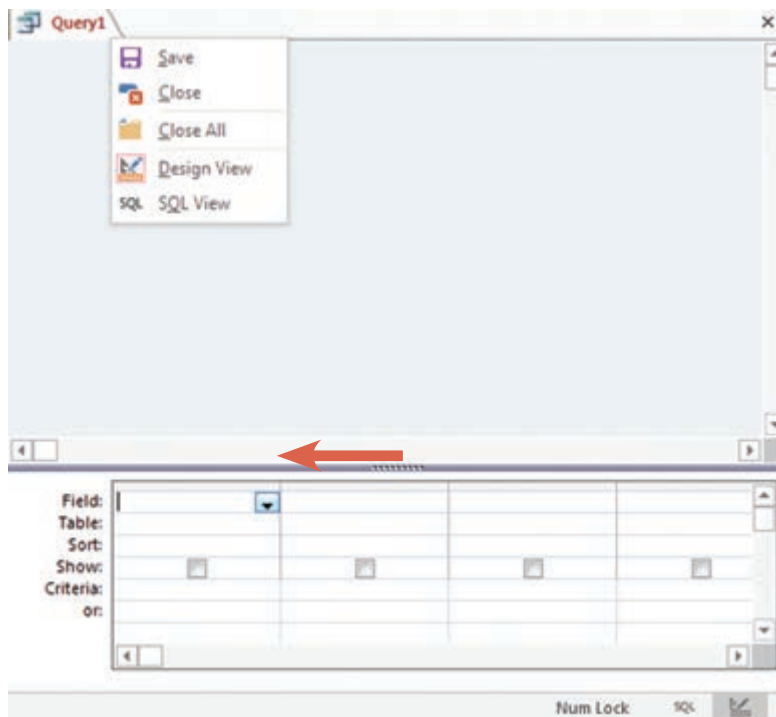 Query1
Save
Close
Close All
Design View
SQL SQL View
Field:
Table:
Sort:
Show:
Criteria:
or:
Num Lock SQL